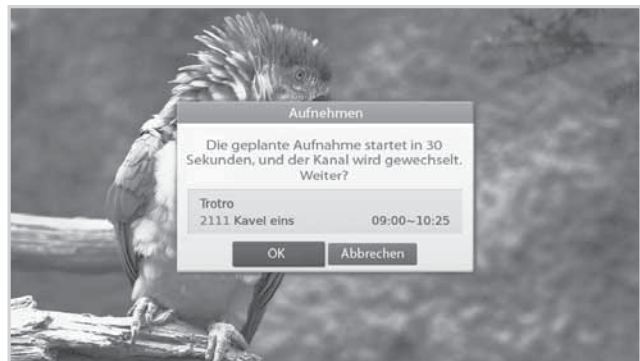 Aufnehmen
Die geplante Aufnahme startet in 30
Sekunden, und der Kanal wird gewechselt.
Weiter?
Trotro
2111 Kavel eins 09:00~10:25
OK Abbrechen